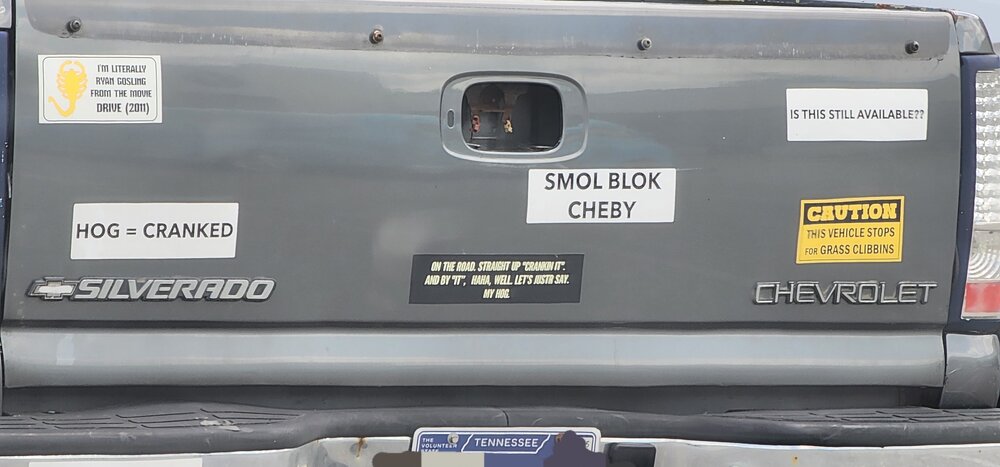 I'M LITERALLY
RYAN GOSLING
FROM THE MOVIE
DRIVE (2011)
IS THIS STILL AVAILABLE??
SMOL BLOK
CHEBY
HOG = CRANKED
CAUTION
THIS VEHICLE STOPS
FOR GRASS CLIBBINS
ON THE ROAD. STRAIGHT UP "CRANKIN IT".
AND BY "IT", HAHA, WELL. LET'S JUSTR SAY.
MY HOG.
SILVERADO
CHEVROLET
THE
VOLUNTEER
TENNESSEE